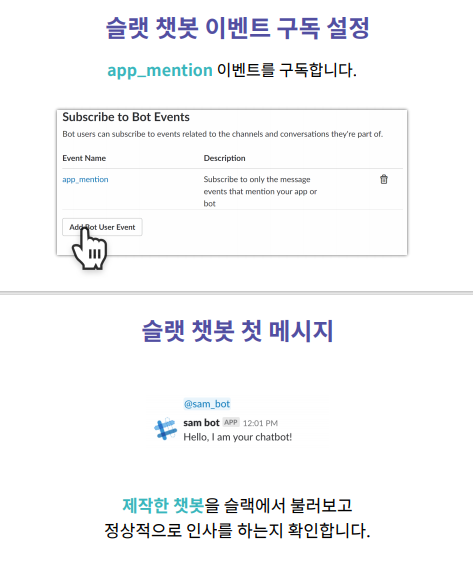 슬랫 챗봇 이벤트 구독 설정
app_mention 이벤트를 구독합니다.
Subscribe to Bot Events
Bot users can subscribe to events related to the channels and conversations they're part of.
Event Name Description
app_mention Subscribe to only the message
events that mention your app or
bot
Add Bot User Event
슬랫 챗봇 첫 메시지
@sam_bot
sam bot APP 12:01 PM
Hello, I am your chatbot!
제작한 챗봇을 슬랙에서 불러보고
정상적으로 인사를 하는지 확인합니다.